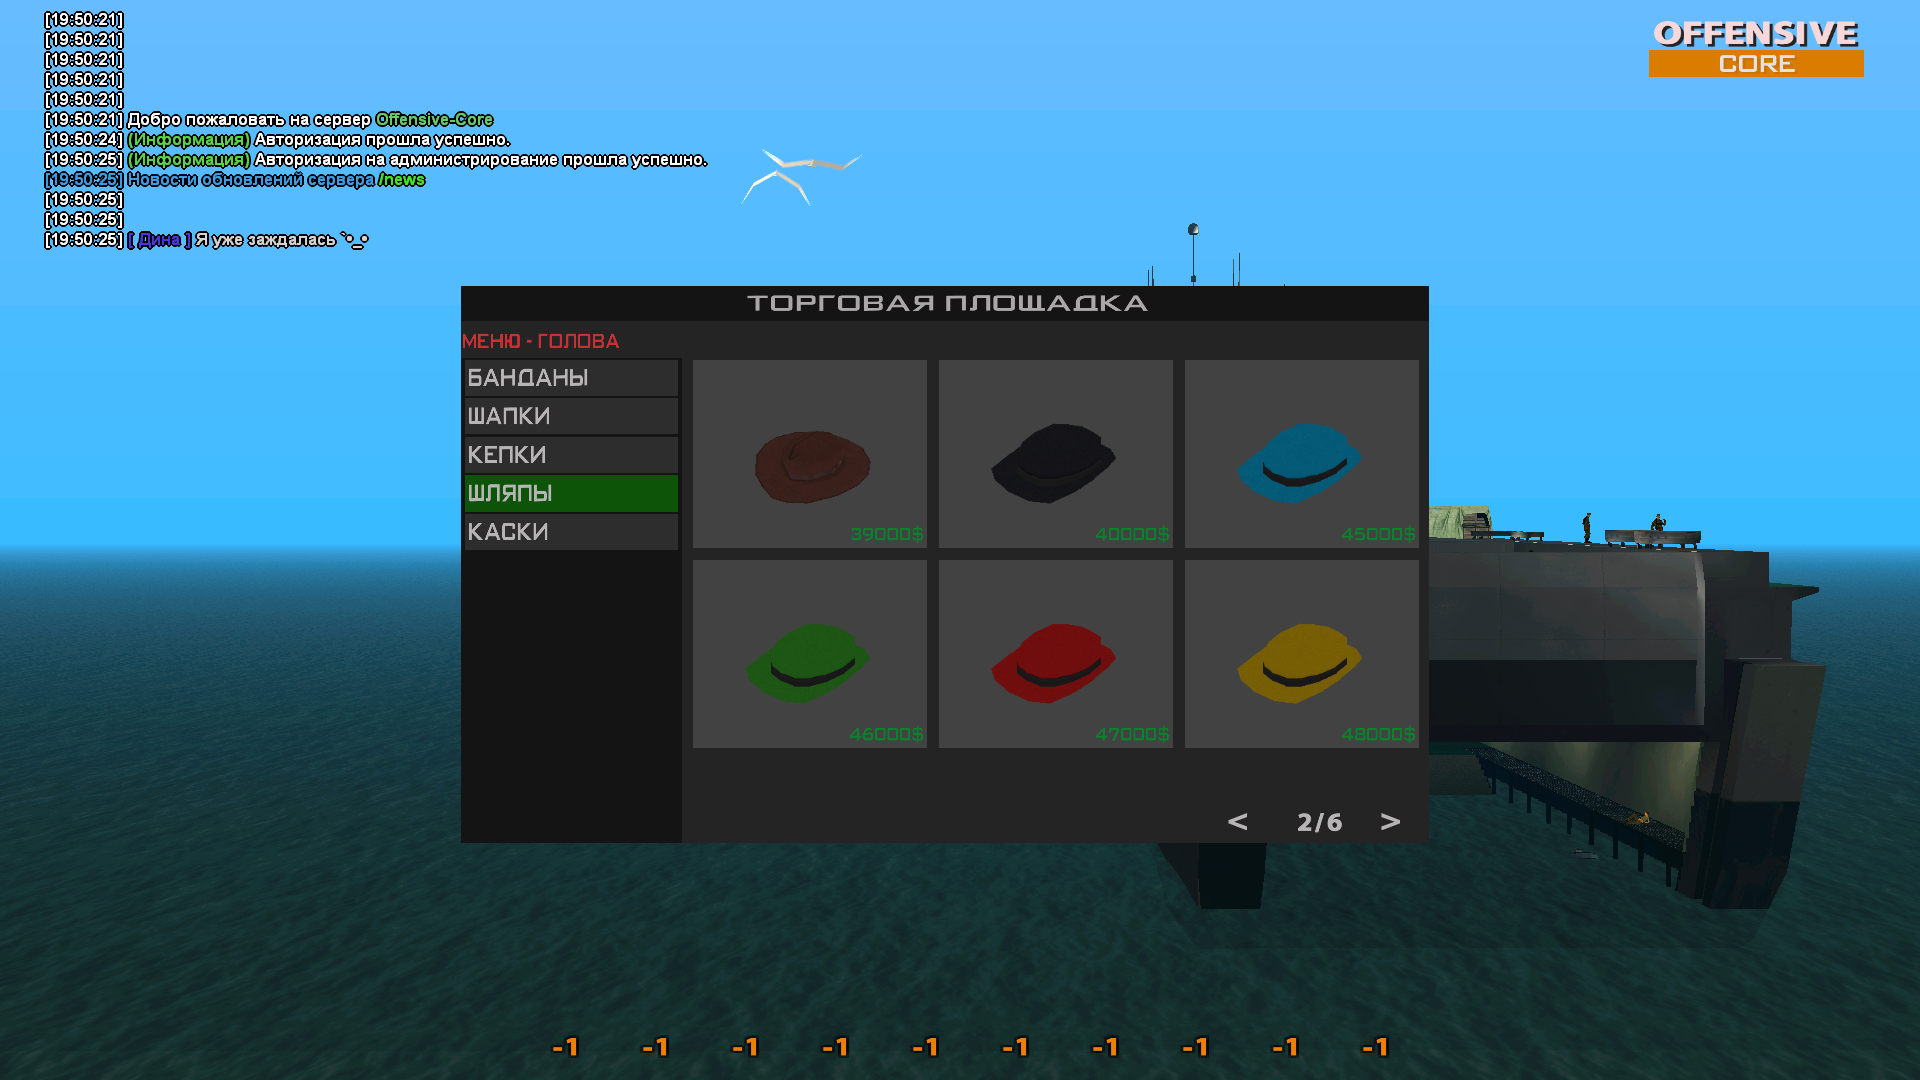 [19:50:21]
[19:50:21]
[19:50:21]
[19:50:21]
[19:50:21]
[19:50:21] Добро пожаловать на сервер Offensive-Core
[19:50:24] (Информация) Авторизация прошла успешно.
[19:50:25] (Информация) Авторизация на администрирование прошла успешно.
[19:50:25] Новости обновлений сервера /news
[19:50:25]
[19:50:25]
[19:50:25] [ Дина ] Я уже заждалась `•_•
OFFENSIVE
CORE
ТОРГОВАЯ ПЛОЩАДКА
МЕНЮ - ГОЛОВА
БАНДАНЫ
ШАПКИ
КЕПКИ
ШЛЯПЫ
КАСКИ
39000$
40000$
45000$
46000$
47000$
48000$
< 2/6 >
-1 -1 -1 -1 -1 -1 -1 -1 -1 -1